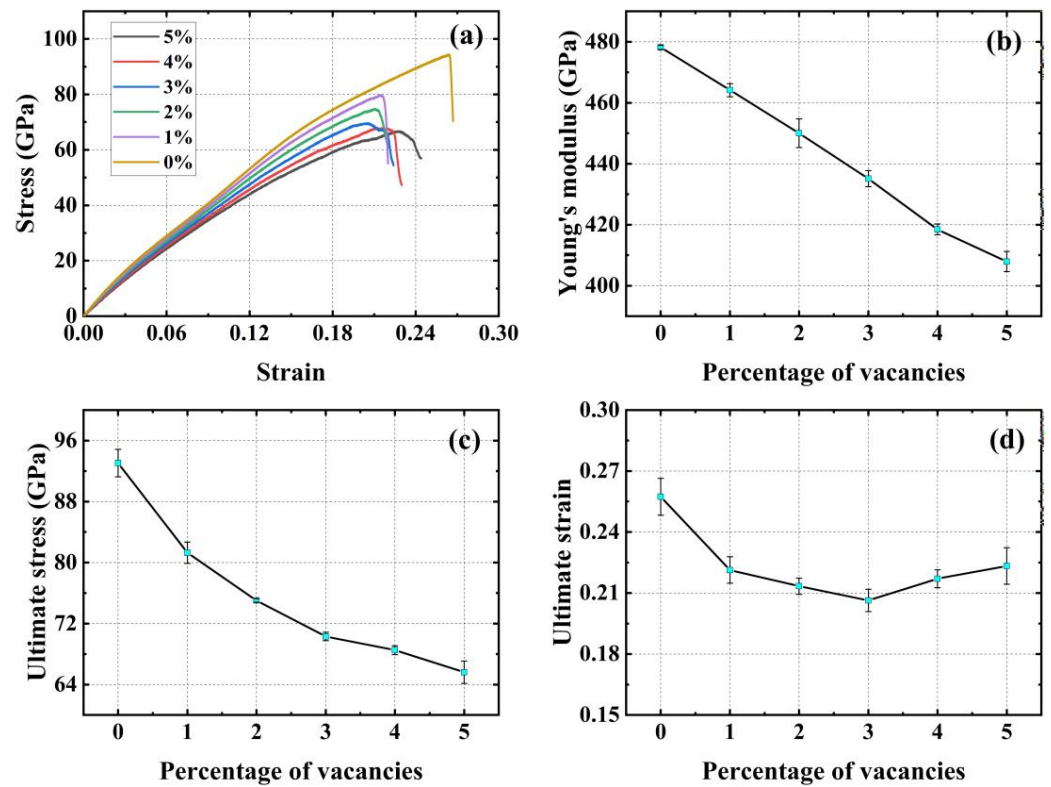 (a)
5%
4%
3%
2%
1%
0%
100
80
60
40
20
0
0.00 0.06 0.12 0.18 0.24 0.30
Stress (GPa)
Strain
(b)
480
460
440
420
400
0 1 2 3 4 5
Young's modulus (GPa)
Percentage of vacancies
(c)
96
88
80
72
64
0 1 2 3 4 5
Ultimate stress (GPa)
Percentage of vacancies
(d)
0.30
0.27
0.24
0.21
0.18
0.15
0 1 2 3 4 5
Ultimate strain
Percentage of vacancies